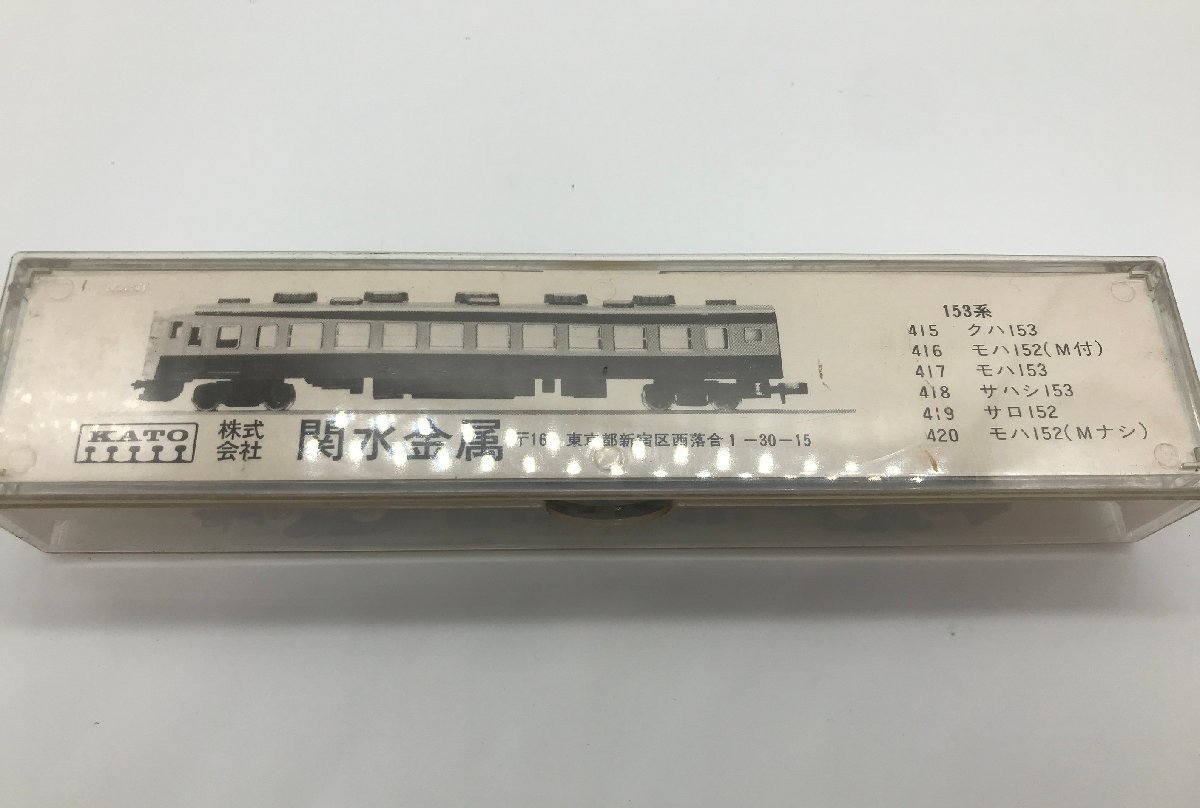 153系
415 クハ153
416 モハ152(M付)
417 モハ153
418 サハシ153
419 サロ152
420 モハ152(Mナシ)
KATO 株式会社 関水金属 〒16 東京都新宿区西落合1-30-15